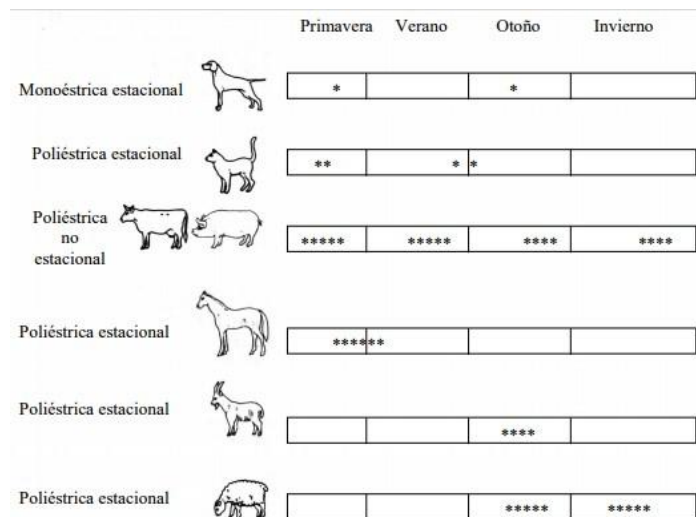 Primavera Verano Otoño Invierno
Monoéstrica estacional * *
Poliéstrica estacional ** * *
Poliéstrica
no
estacional
***** ***** **** ****
Poliéstrica estacional ******
Poliéstrica estacional ****
Poliéstrica estacional ***** *****